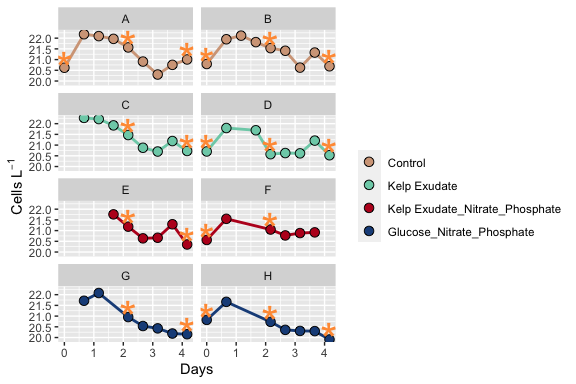 A B
22.0
21.5
21.0
20.5
20.0
C D
22.0
21.5
21.0
20.5
20.0
E F
22.0
21.5
21.0
20.5
20.0
G H
22.0
21.5
21.0
20.5
20.0
0 1 2 3 4 0 1 2 3 4
Days
Cells L⁻¹
Control
Kelp Exudate
Kelp Exudate_Nitrate_Phosphate
Glucose_Nitrate_Phosphate